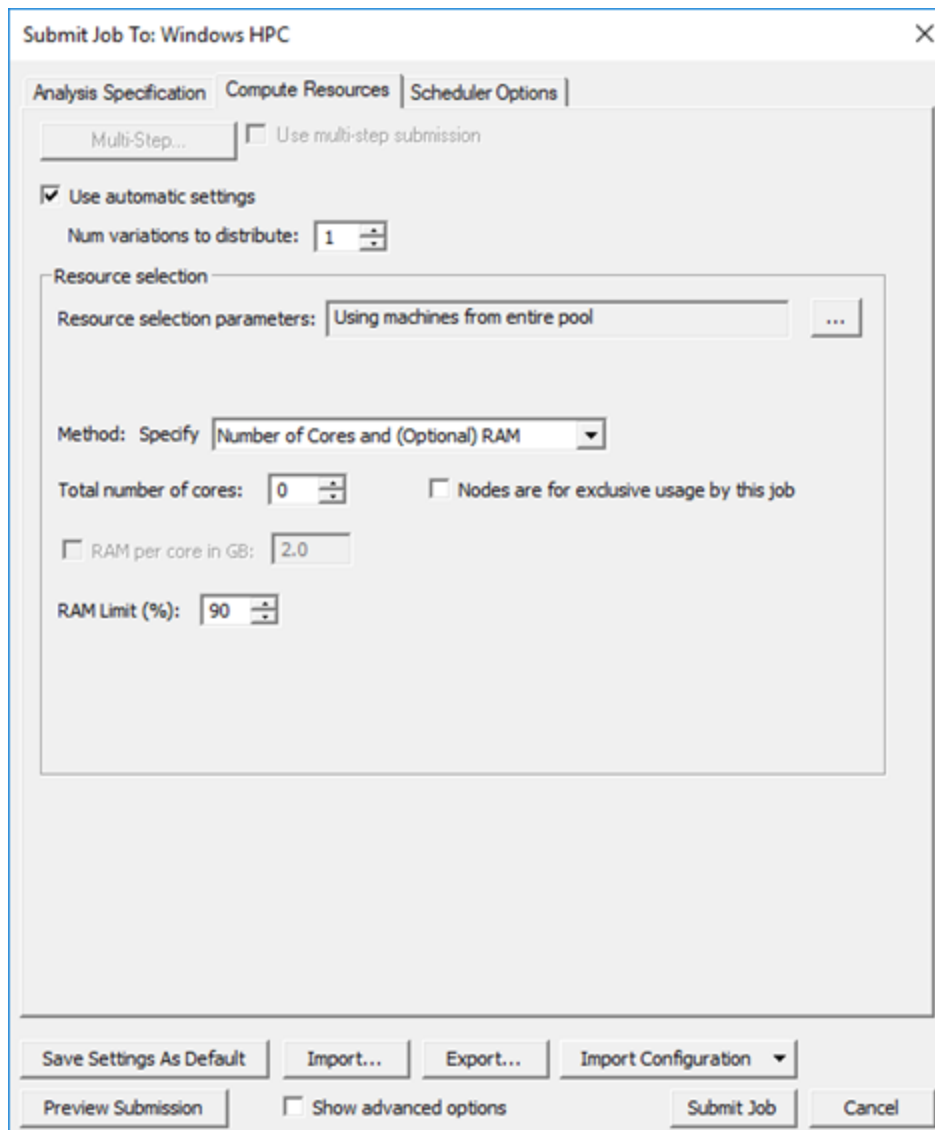 Submit Job To: Windows HPC
Analysis Specification Compute Resources Scheduler Options
Multi-Step... Use multi-step submission
Use automatic settings
Num variations to distribute: 1
Resource selection
Resource selection parameters: Using machines from entire pool ...
Method: Specify Number of Cores and (Optional) RAM
Total number of cores: 0 Nodes are for exclusive usage by this job
RAM per core in GB: 2.0
RAM Limit (%): 90
Save Settings As Default Import... Export... Import Configuration
Preview Submission Show advanced options Submit Job Cancel